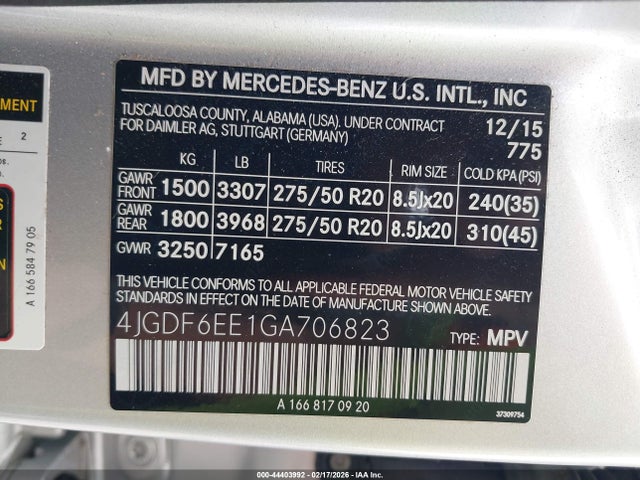 MFD BY MERCEDES-BENZ U.S. INTL., INC
TUSCALOOSA COUNTY, ALABAMA (USA). UNDER CONTRACT 12/15
FOR DAIMLER AG, STUTTGART (GERMANY) 775
KG LB TIRES RIM SIZE COLD KPA (PSI)
GAWR FRONT 1500 3307 275/50 R20 8.5Jx20 240(35)
GAWR REAR 1800 3968 275/50 R20 8.5Jx20 310(45)
GVWR 3250 7165
THIS VEHICLE CONFORMS TO ALL APPLICABLE FEDERAL MOTOR VEHICLE SAFETY
STANDARDS IN EFFECT ON THE DATE OF MANUFACTURE SHOWN ABOVE.
4JGDF6EE1GA706823 TYPE: MPV
A 166 817 09 20
37309754
A 166 584 79 05
2
000-44403992 - 02/17/2026 - IAA Inc.